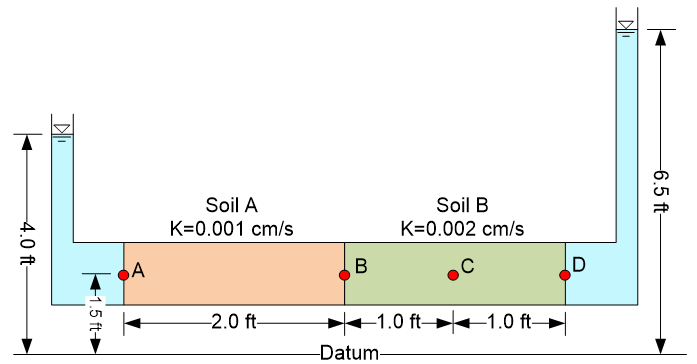 Soil A
K=0.001 cm/s
Soil B
K=0.002 cm/s
4.0 ft
6.5 ft
A
B
C
D
1.5 ft
2.0 ft
1.0 ft
1.0 ft
Datum